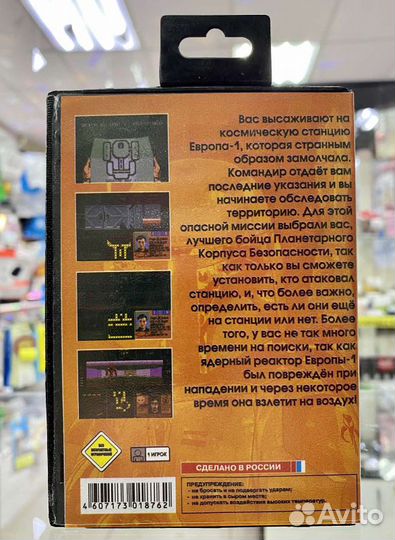 Вас высаживают на
космическую станцию
Европа-1, которая странным
образом замолчала.
Командир отдаёт вам
последние указания и вы
начинаете обследовать
территорию. Для этой
опасной миссии выбрали вас,
лучшего бойца Планетарного
Корпуса Безопасности, так
как только вы сможете
установить, кто атаковал
станцию, и, что более важно,
определить, есть ли они ещё
на станции или нет. Более
того, у вас не так много
времени на поиски, так как
ядерный реактор Европы-1
был повреждён при
нападении и через некоторое
время она взлетит на воздух!
1 ИГРОК
СДЕЛАНО В РОССИИ
ПРЕДУПРЕЖДЕНИЕ:
- не бросать и не подвергать ударам;
- не хранить в сыром месте;
- не допускать воздействия высоких температур.
4 607173 018762
Avito